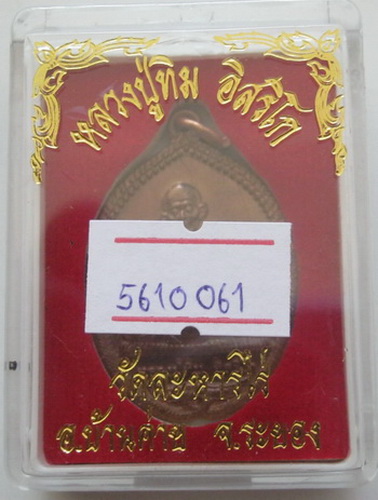 หลวงปู่ทิม อิสริโก
5610 061
วัดละหารไร่
อ.บ้านค่าย จ.ระยอง